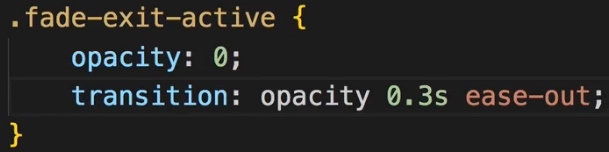 .fade-exit-active {
    opacity: 0;
    transition: opacity 0.3s ease-out;
}